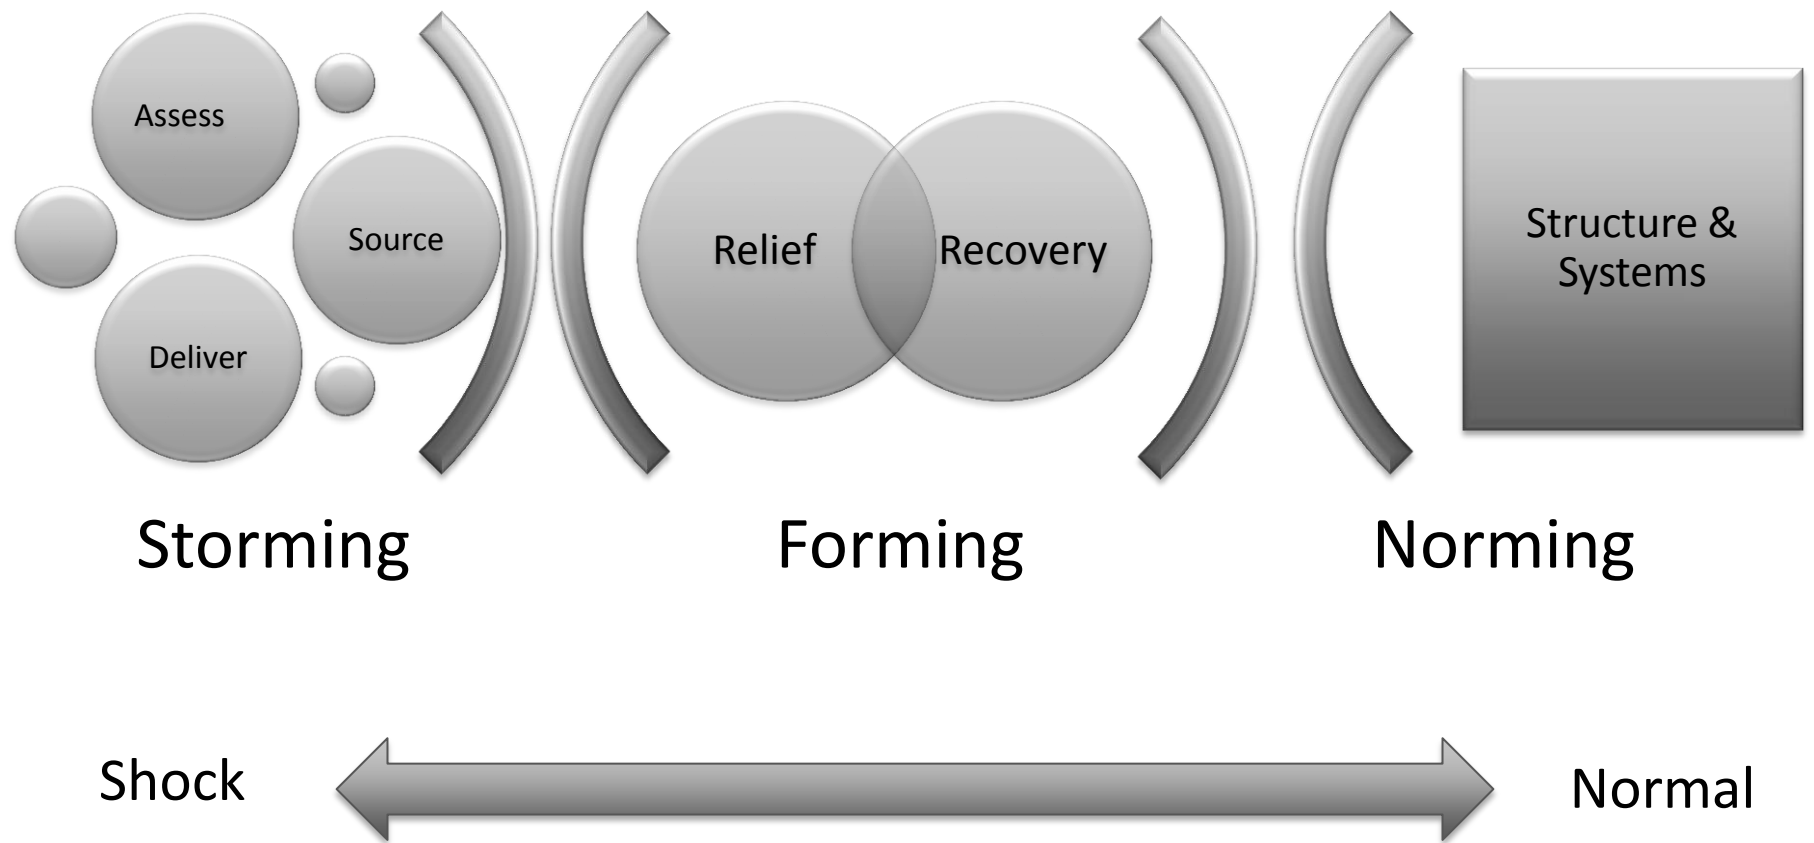 Assess
Source
Deliver
Relief
Recovery
Structure &
Systems
Storming
Forming
Norming
Shock
Normal